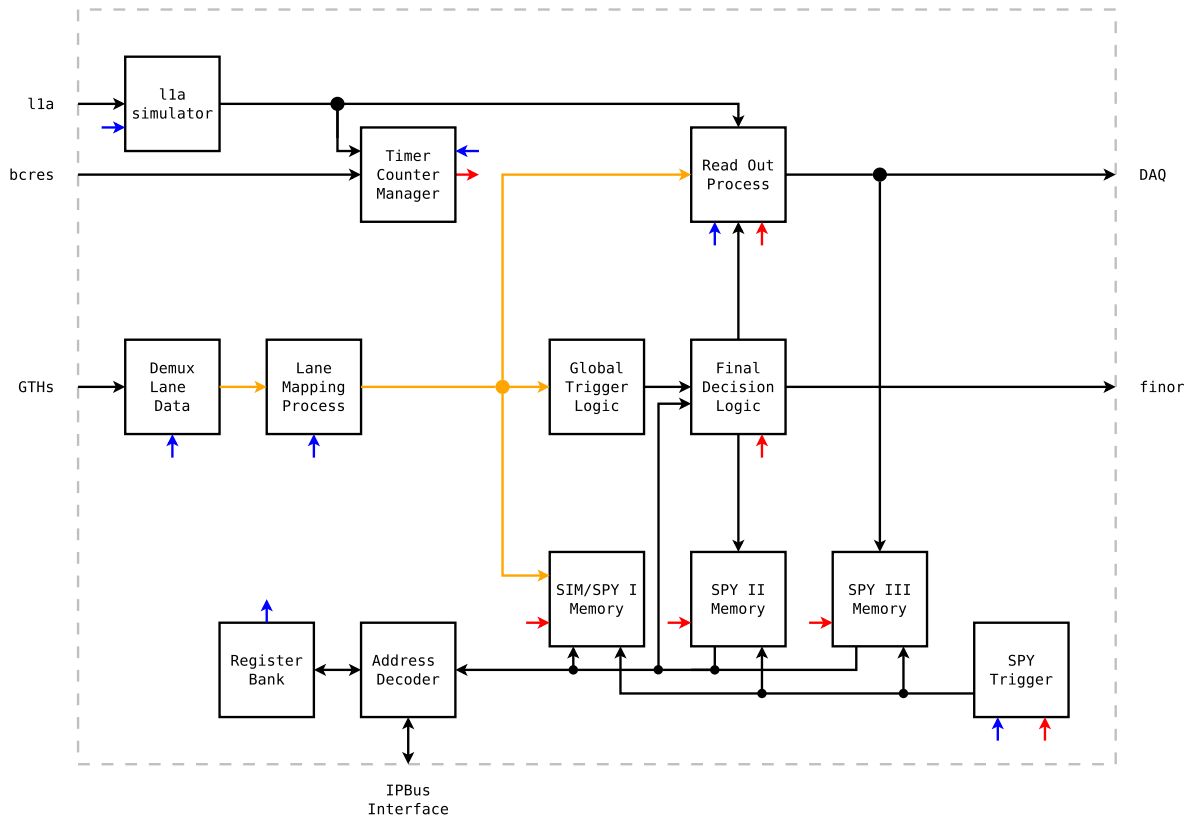 l1a
l1a
simulator
bcres
Timer
Counter
Manager
Read Out
Process
DAQ
GTHs
Demux
Lane
Data
Lane
Mapping
Process
Global
Trigger
Logic
Final
Decision
Logic
finor
SIM/SPY I
Memory
SPY II
Memory
SPY III
Memory
Register
Bank
Address
Decoder
SPY
Trigger
IPBus
Interface